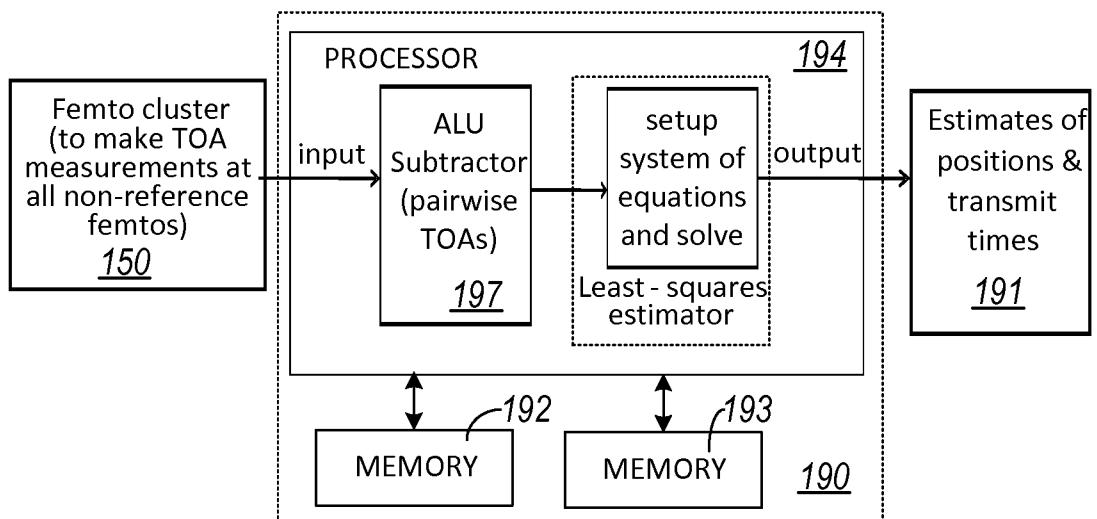 Femto cluster
(to make TOA
measurements at
all non-reference
femtos)
150
input
PROCESSOR
194
ALU
Subtractor
(pairwise
TOAs)
197
setup
system of
equations
and solve
Least - squares
estimator
output
Estimates of
positions &
transmit
times
191
192
MEMORY
193
MEMORY
190